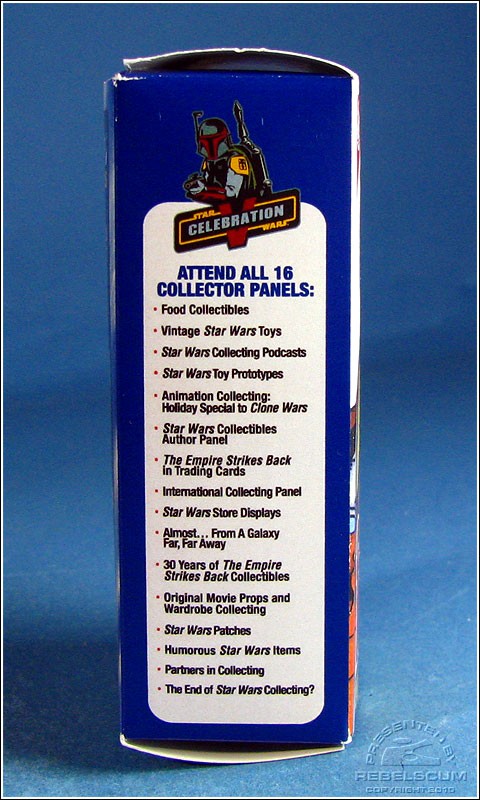 STAR
CELEBRATION
WARS
V
ATTEND ALL 16
COLLECTOR PANELS:
• Food Collectibles
• Vintage Star Wars Toys
• Star Wars Collecting Podcasts
• Star Wars Toy Prototypes
• Animation Collecting:
Holiday Special to Clone Wars
• Star Wars Collectibles
Author Panel
• The Empire Strikes Back
in Trading Cards
• International Collecting Panel
• Star Wars Store Displays
• Almost... From A Galaxy
Far, Far Away
• 30 Years of The Empire
Strikes Back Collectibles
• Original Movie Props and
Wardrobe Collecting
• Star Wars Patches
• Humorous Star Wars Items
• Partners in Collecting
• The End of Star Wars Collecting?
PRESENTED BY
REBELSCUM
COPYRIGHT 2010